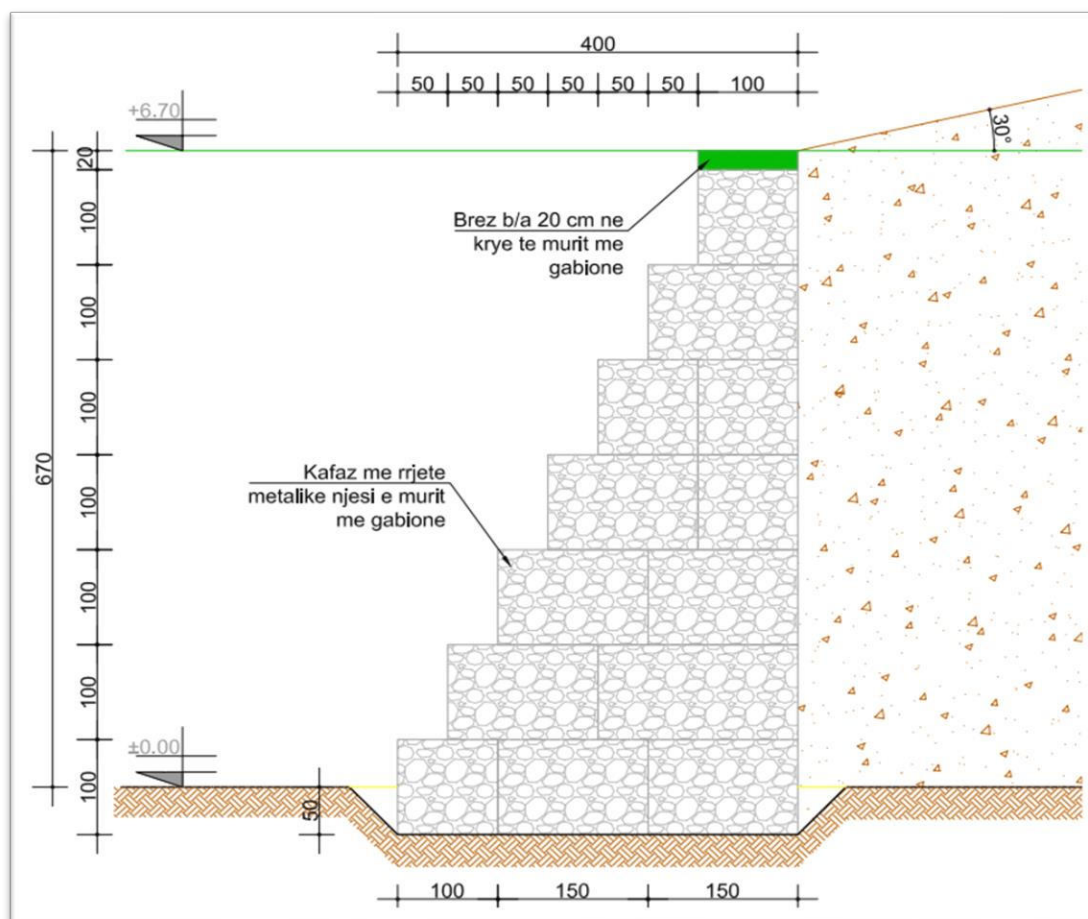 400
50 50 50 50 50 50 100
+6.70
30°
20
100
Brez b/a 20 cm ne
krye te murit me
gabione
100
100
670
Kafaz me rrjete
metalike njesi e murit
me gabione
100
100
100
±0.00
100
50
100 150 150